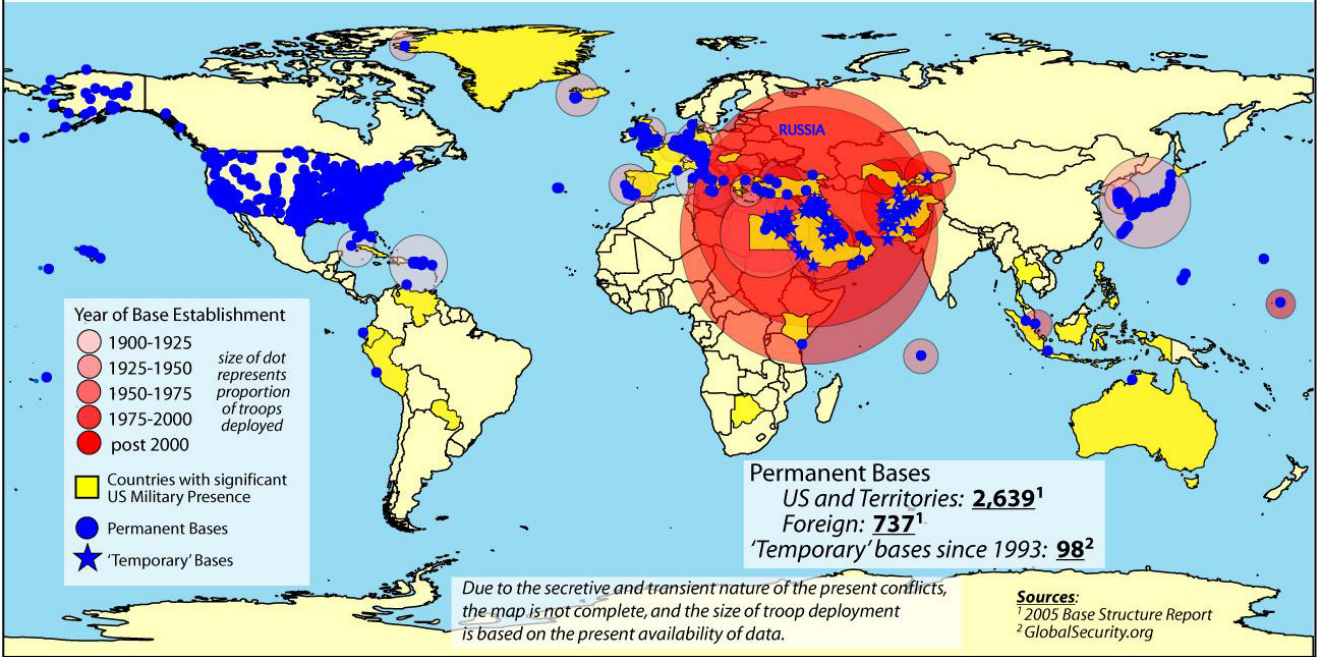 RUSSIA
Year of Base Establishment
1900-1925
1925-1950
1950-1975
1975-2000
post 2000
size of dot
represents
proportion
of troops
deployed
Countries with significant
US Military Presence
Permanent Bases
'Temporary' Bases
Permanent Bases
US and Territories: 2,639¹
Foreign: 737¹
'Temporary' bases since 1993: 98²
Due to the secretive and transient nature of the present conflicts,
the map is not complete, and the size of troop deployment
is based on the present availability of data.
Sources:
¹ 2005 Base Structure Report
² GlobalSecurity.org